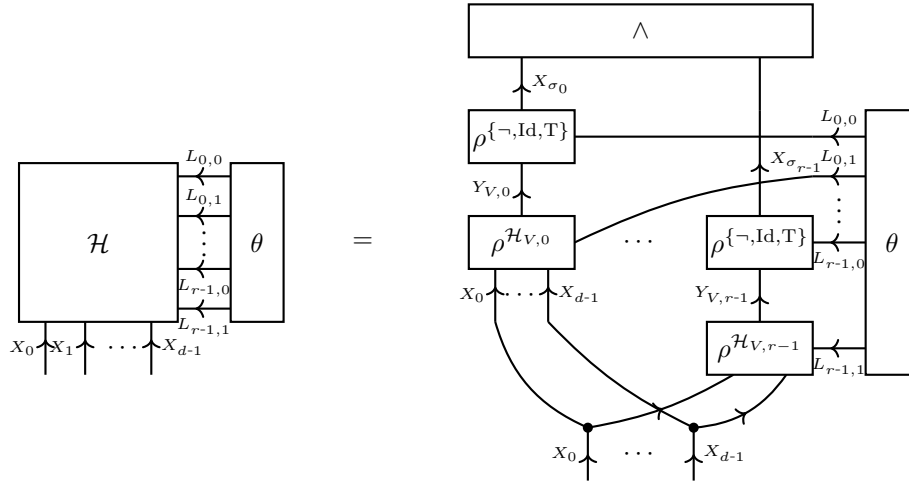 ∧
X_{σ_0}
ρ^{\{¬,Id,T\}}
L_{0,0}
L_{0,0}
X_{σ_{r-1}}
L_{0,1}
Y_{V,0}
L_{0,1}
⋮
H
⋮
θ
=
ρ^{H_{V,0}}
···
ρ^{\{¬,Id,T\}}
θ
L_{r-1,0}
L_{r-1,0}
X_0 ··· X_{d-1}
Y_{V,r-1}
L_{r-1,1}
X_0 X_1 ··· X_{d-1}
ρ^{H_{V,r-1}}
L_{r-1,1}
X_0 ··· X_{d-1}